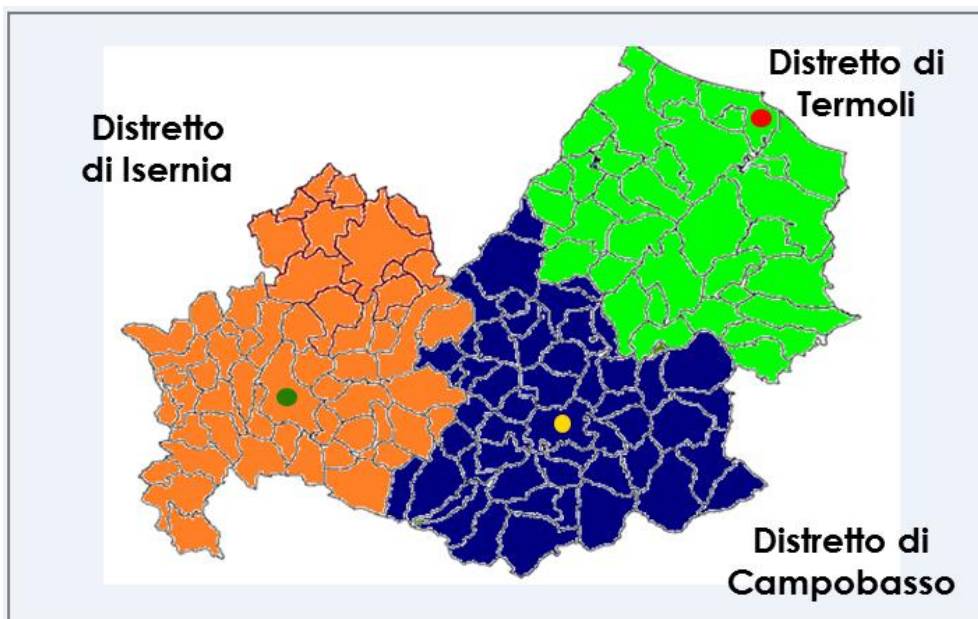 Distretto di
Termoli
Distretto
di Isernia
Distretto di
Campobasso